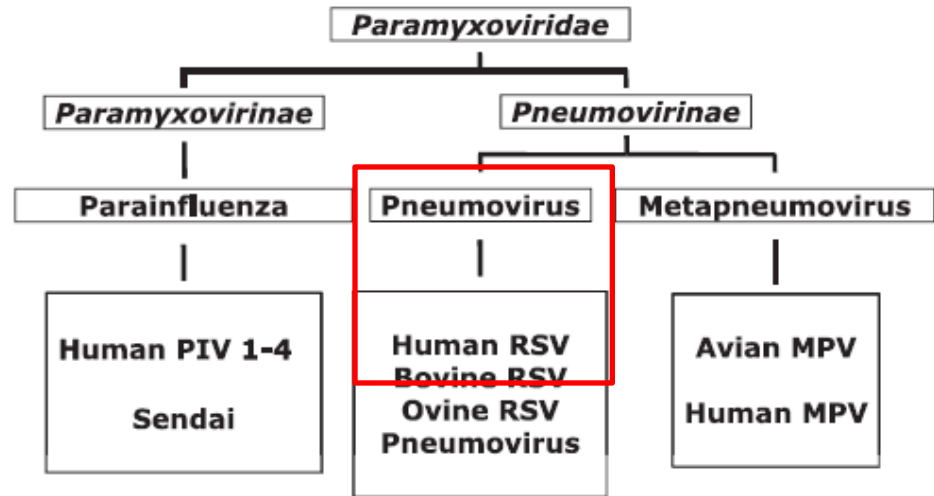 Paramyxoviridae
Paramyxovirinae
Pneumovirinae
Parainfluenza
Pneumovirus
Metapneumovirus
Human PIV 1-4
Sendai
Human RSV
Bovine RSV
Ovine RSV
Pneumovirus
Avian MPV
Human MPV